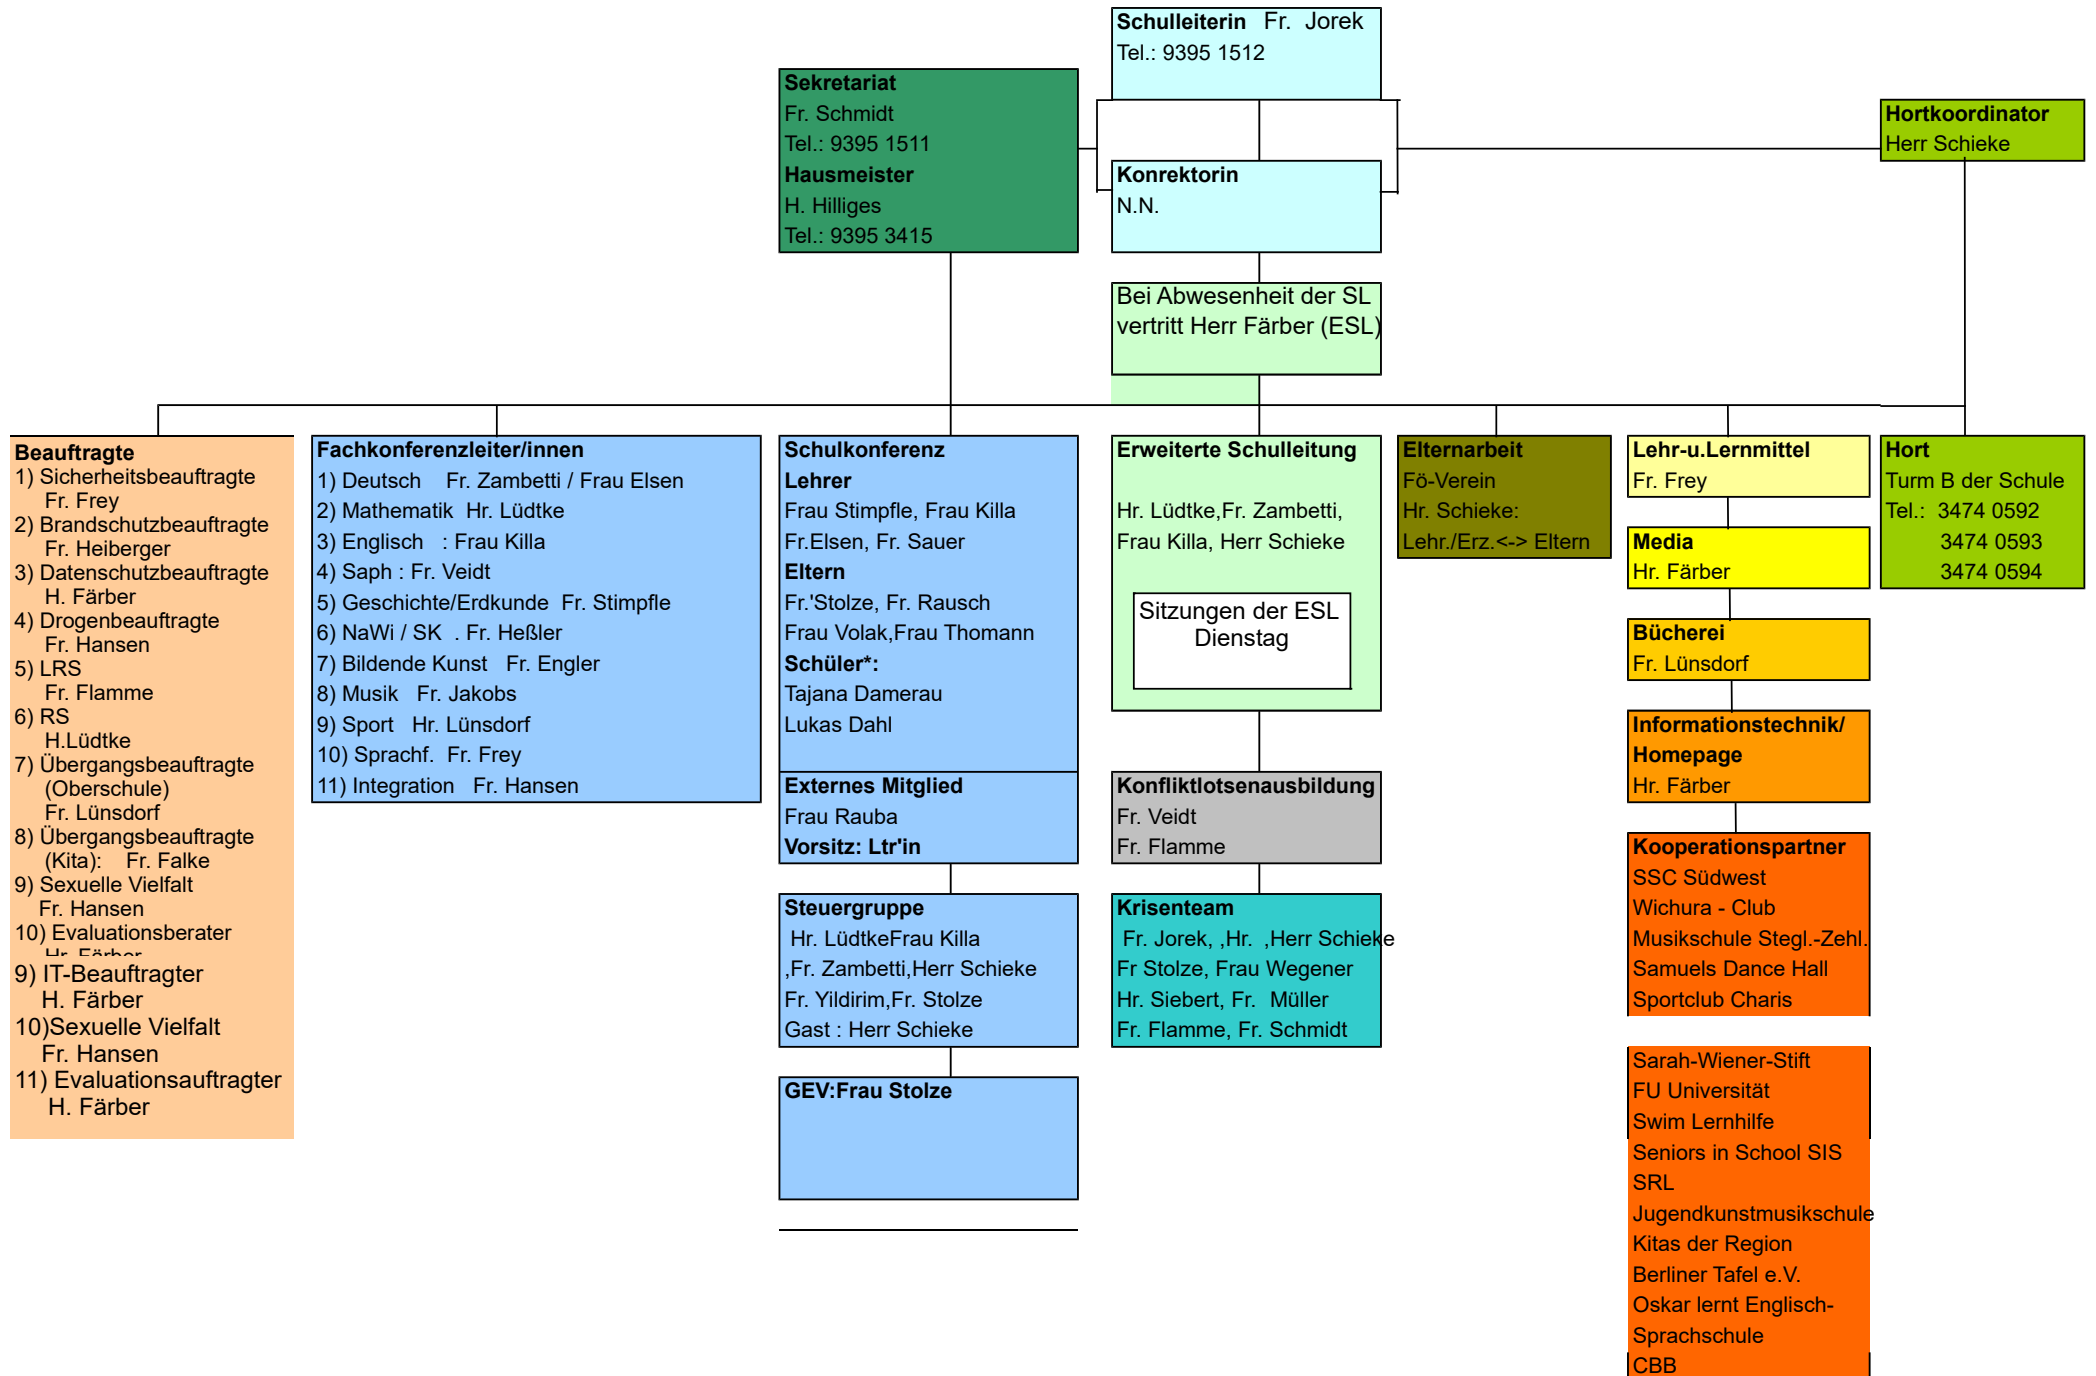 Schulleiterin Fr. Jorek
Tel.: 9395 1512
Sekretariat
Fr. Schmidt
Tel.: 9395 1511
Hausmeister
H. Hilliges
Tel.: 9395 3415
Hortkoordinator
Herr Schieke
Konrektorin
N.N.
Bei Abwesenheit der SL
vertritt Herr Färber (ESL)
Beauftragte
1) Sicherheitsbeauftragte
Fr. Frey
2) Brandschutzbeauftragte
Fr. Heiberger
3) Datenschutzbeauftragte
H. Färber
4) Drogenbeauftragte
Fr. Hansen
5) LRS
Fr. Flamme
6) RS
H.Lüdtke
7) Übergangsbeauftragte
(Oberschule)
Fr. Lünsdorf
8) Übergangsbeauftragte
(Kita): Fr. Falke
9) Sexuelle Vielfalt
Fr. Hansen
10) Evaluationsberater
Hr. Färber
9) IT-Beauftragter
H. Färber
10)Sexuelle Vielfalt
Fr. Hansen
11) Evaluationsauftragter
H. Färber
Fachkonferenzleiter/innen
1) Deutsch Fr. Zambetti / Frau Elsen
2) Mathematik Hr. Lüdtke
3) Englisch : Frau Killa
4) Saph : Fr. Veidt
5) Geschichte/Erdkunde Fr. Stimpfle
6) NaWi / SK . Fr. Heßler
7) Bildende Kunst Fr. Engler
8) Musik Fr. Jakobs
9) Sport Hr. Lünsdorf
10) Sprachf. Fr. Frey
11) Integration Fr. Hansen
Schulkonferenz
Lehrer
Frau Stimpfle, Frau Killa
Fr.Elsen, Fr. Sauer
Eltern
Fr.'Stolze, Fr. Rausch
Frau Volak,Frau Thomann
Schüler*:
Tajana Damerau
Lukas Dahl
Externes Mitglied
Frau Rauba
Vorsitz: Ltr'in
Steuergruppe
Hr. LüdtkeFrau Killa
,Fr. Zambetti,Herr Schieke
Fr. Yildirim,Fr. Stolze
Gast : Herr Schieke
GEV:Frau Stolze
Erweiterte Schulleitung
Hr. Lüdtke,Fr. Zambetti,
Frau Killa, Herr Schieke
Sitzungen der ESL
Dienstag
Konfliktlotsenausbildung
Fr. Veidt
Fr. Flamme
Krisenteam
Fr. Jorek, ,Hr. ,Herr Schieke
Fr Stolze, Frau Wegener
Hr. Siebert, Fr. Müller
Fr. Flamme, Fr. Schmidt
Elternarbeit
Fö-Verein
Hr. Schieke:
Lehr./Erz.<-> Eltern
Lehr-u.Lernmittel
Fr. Frey
Media
Hr. Färber
Bücherei
Fr. Lünsdorf
Informationstechnik/
Homepage
Hr. Färber
Kooperationspartner
SSC Südwest
Wichura - Club
Musikschule Stegl.-Zehl.
Samuels Dance Hall
Sportclub Charis
Sarah-Wiener-Stift
FU Universität
Swim Lernhilfe
Seniors in School SIS
SRL
Jugendkunstmusikschule
Kitas der Region
Berliner Tafel e.V.
Oskar lernt Englisch-
Sprachschule
CBB
Hort
Turm B der Schule
Tel.: 3474 0592
3474 0593
3474 0594